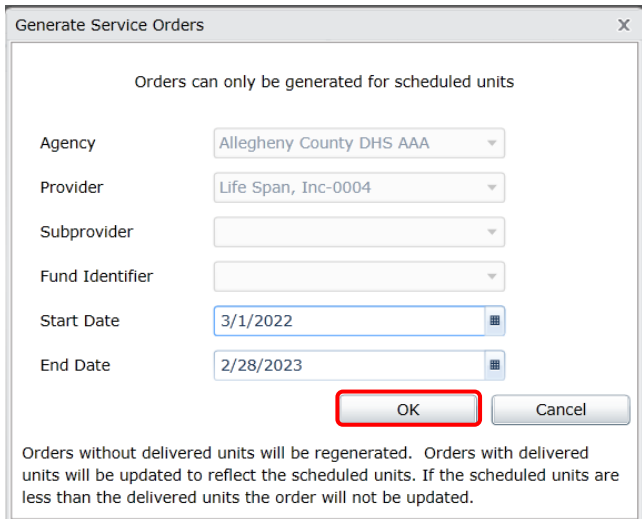 Generate Service Orders X
Orders can only be generated for scheduled units
Agency Allegheny County DHS AAA
Provider Life Span, Inc-0004
Subprovider
Fund Identifier
Start Date 3/1/2022
End Date 2/28/2023
OK Cancel
Orders without delivered units will be regenerated. Orders with delivered
units will be updated to reflect the scheduled units. If the scheduled units are
less than the delivered units the order will not be updated.